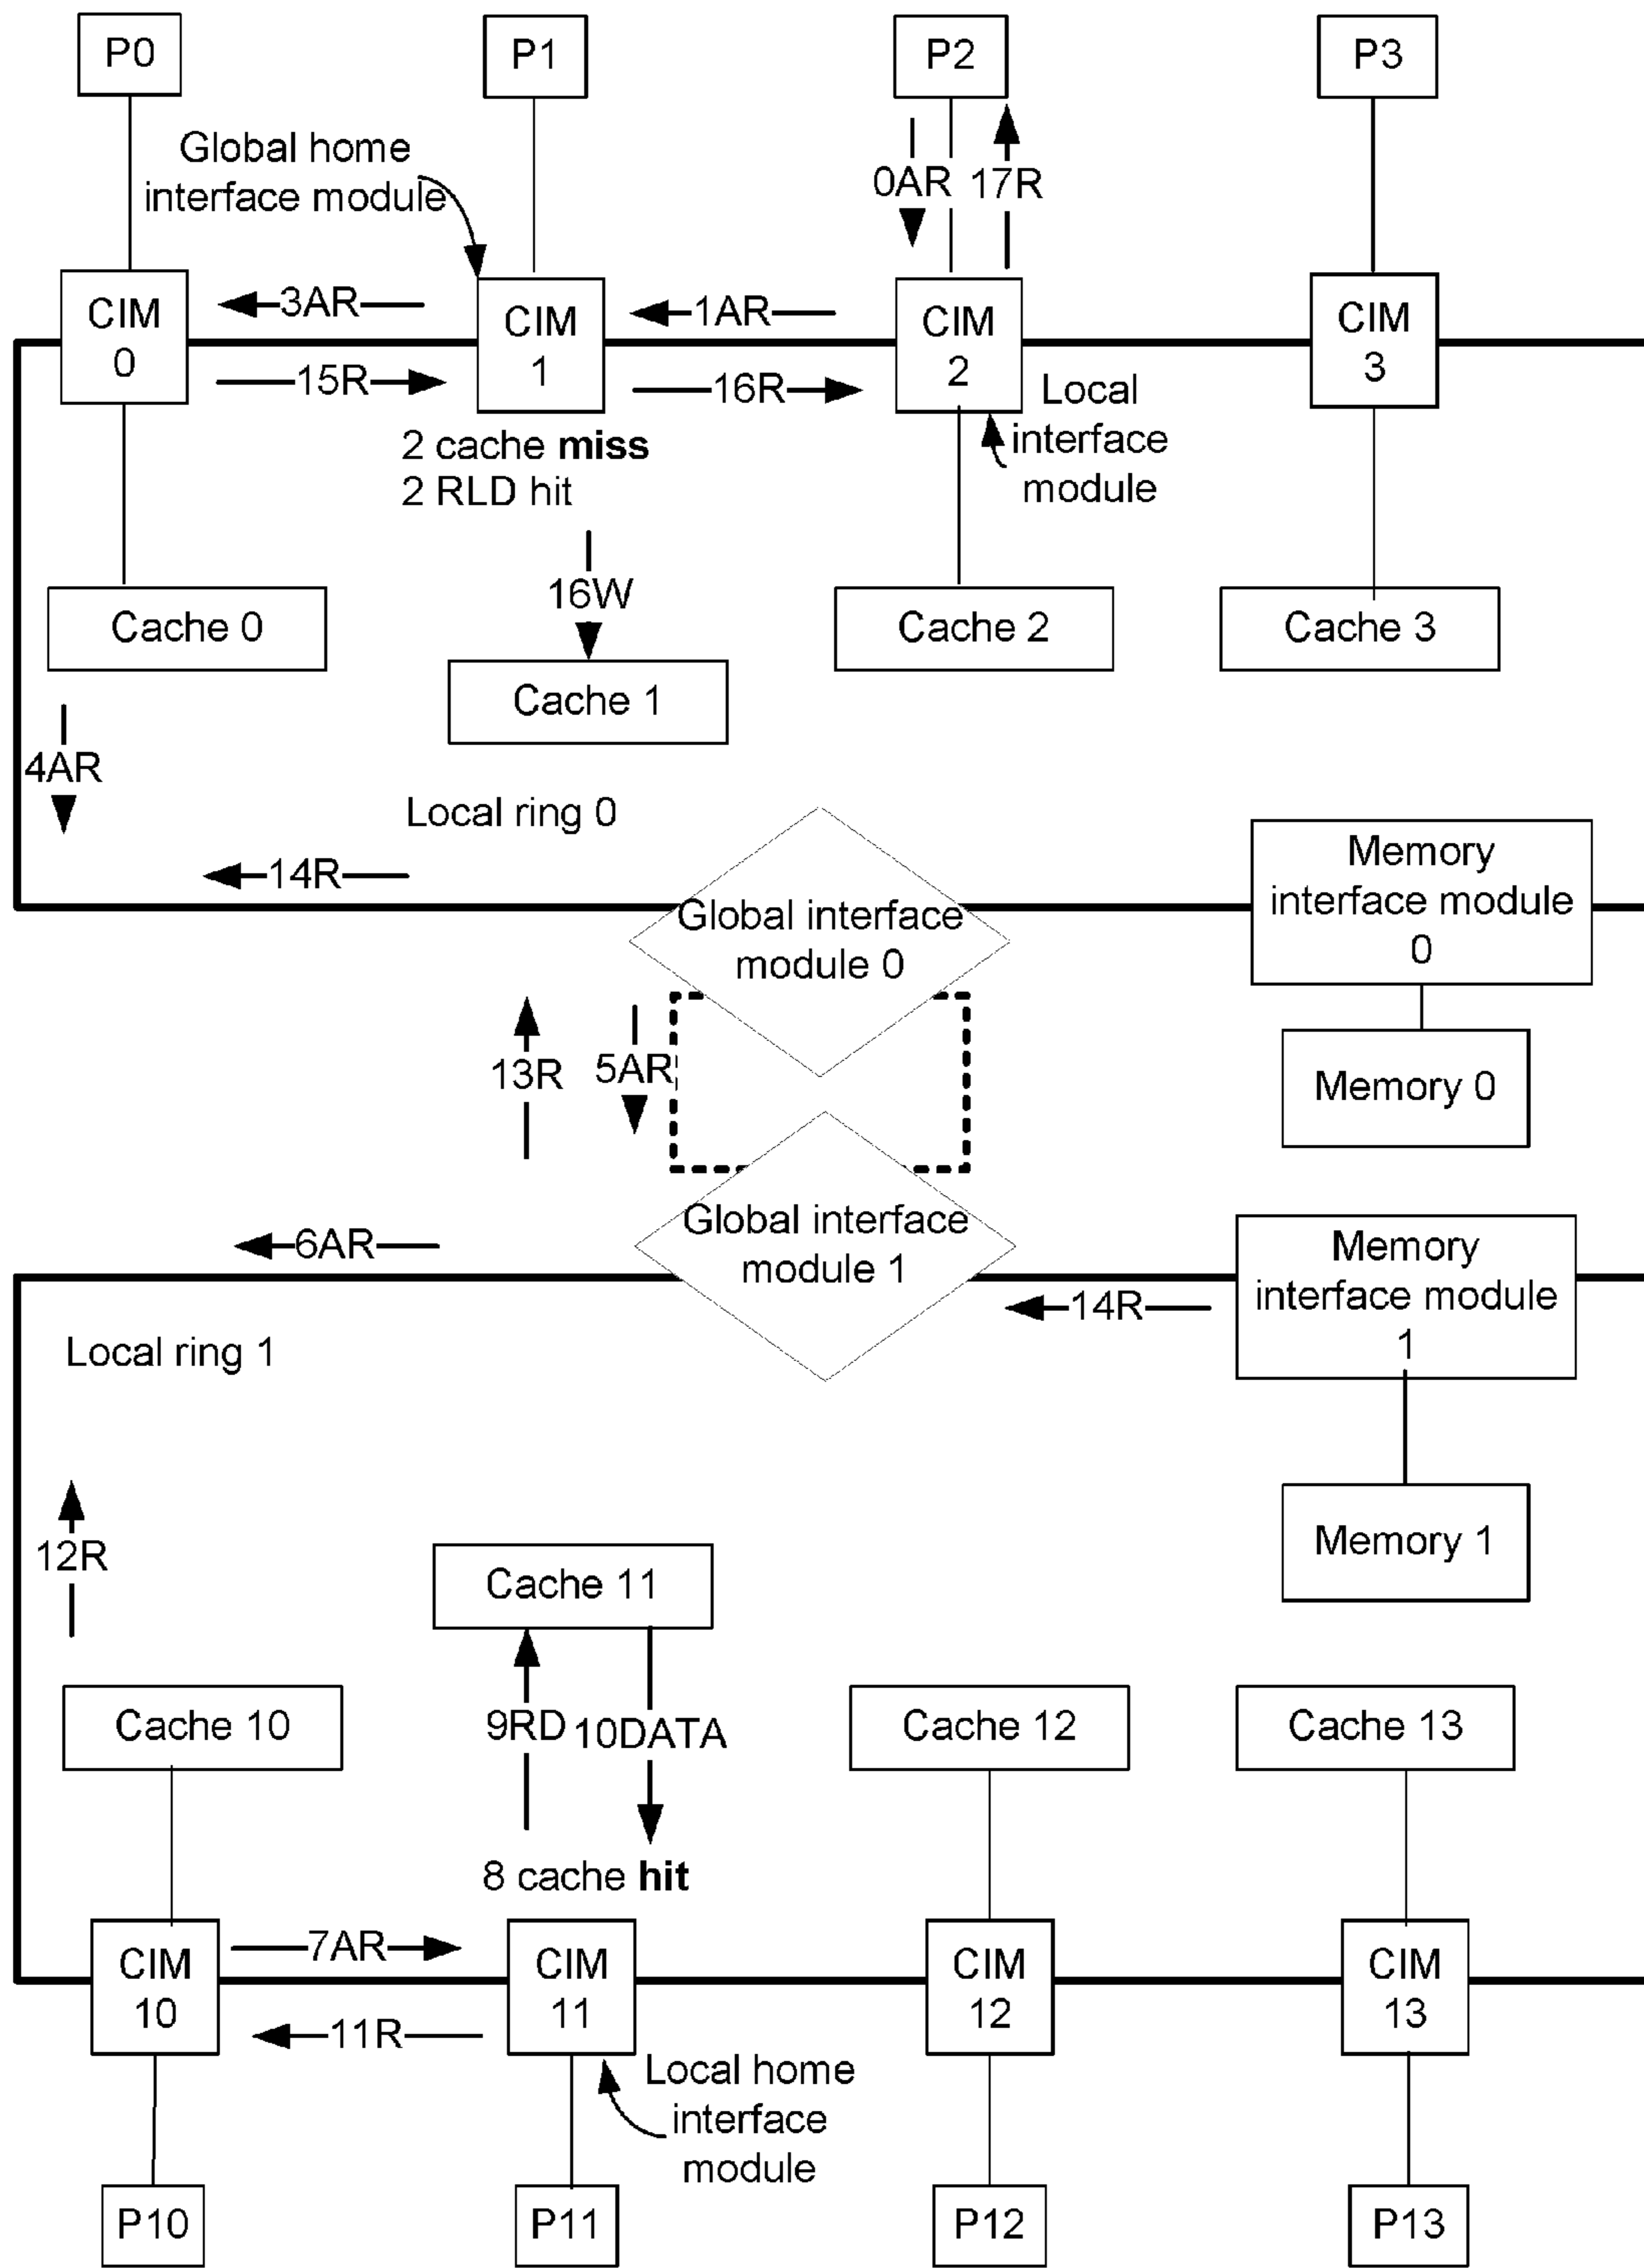 P0
P1
P2
P3
Global home
interface module
0AR
17R
CIM
0
3AR
15R
CIM
1
1AR
16R
CIM
2
CIM
3
Local
interface
module
2 cache miss
2 RLD hit
16W
Cache 0
Cache 1
Cache 2
Cache 3
4AR
Local ring 0
14R
Global interface
module 0
Memory
interface module
0
Memory 0
13R
5AR
6AR
Global interface
module 1
14R
Memory
interface module
1
Local ring 1
Memory 1
12R
Cache 11
9RD
10DATA
Cache 10
Cache 12
Cache 13
8 cache hit
CIM
10
7AR
11R
CIM
11
CIM
12
CIM
13
Local home
interface
module
P10
P11
P12
P13